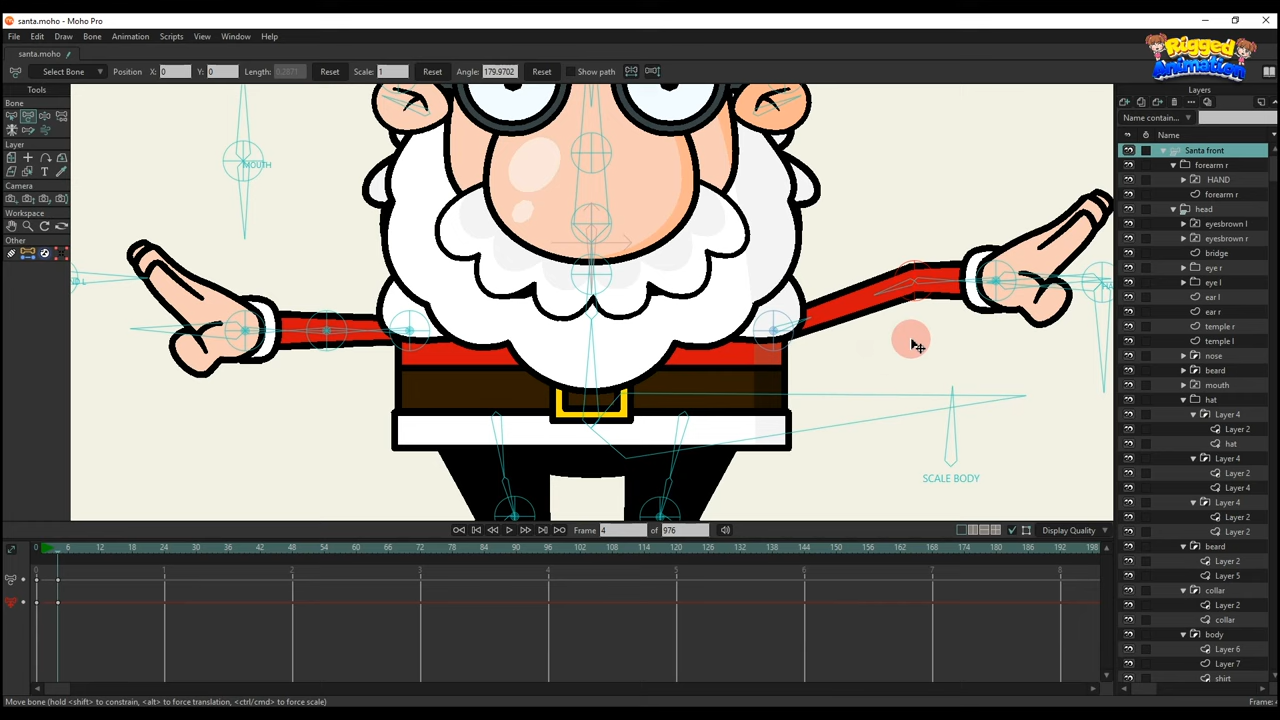 santa.moho - Moho Pro
File Edit Draw Bone Animation Scripts View Window Help
Rigged
Animation
santa.moho
Select Bone Position X: 0 Y: 0 Length: 0.2871 Reset Scale: 1 Reset Angle: 179.9702 Reset Show path
Tools
Bone
Layer
Camera
Workspace
Other
MOUTH
SCALE BODY
Layers
Name contain...
Name
Santa front
forearm r
HAND
forearm r
head
eyesbrown l
eyesbrown r
bridge
eye r
eye l
ear l
ear r
temple r
temple l
nose
beard
mouth
hat
Layer 4
Layer 2
hat
Layer 4
Layer 2
Layer 4
Layer 4
Layer 2
Layer 2
beard
Layer 2
Layer 5
collar
Layer 2
collar
body
Layer 6
Layer 7
shirt
Frame 4 of 976 Display Quality
0 6 12 18 24 30 36 42 48 54 60 66 72 78 84 90 96 102 108 114 120 126 132 138 144 150 156 162 168 174 180 186 192 198
0 1 2 3 4 5 6 7 8
Move bone (hold <shift> to constrain, <alt> to force translation, <ctrl/cmd> to force scale)
Frame: